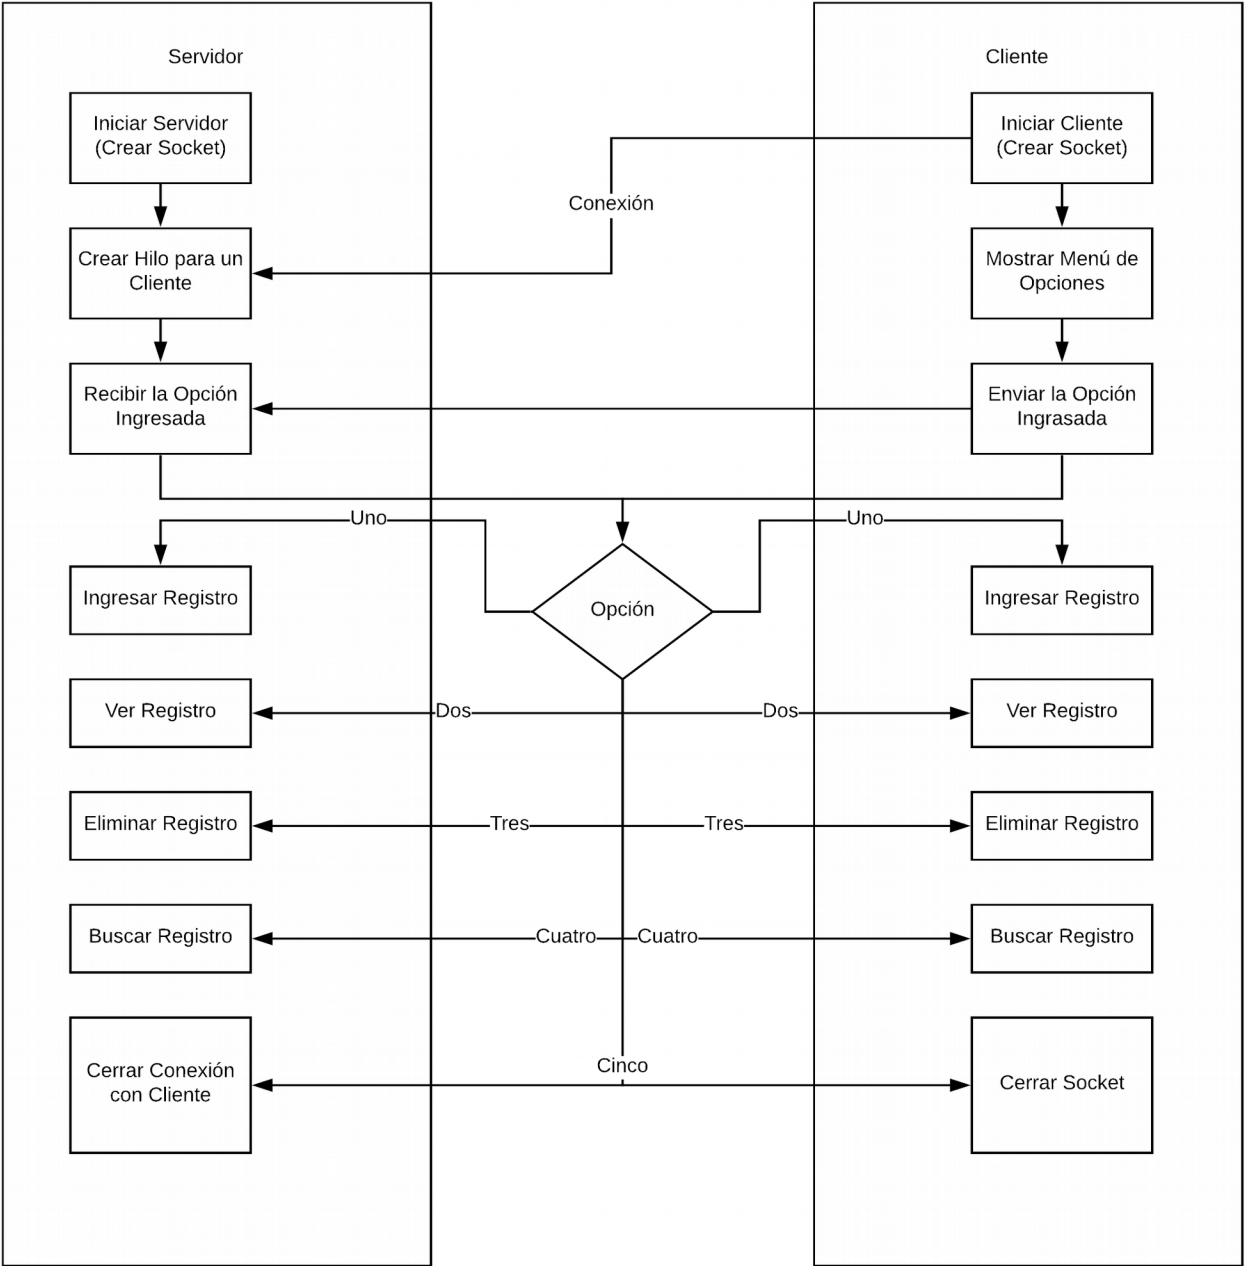 Servidor
Cliente
Iniciar Servidor
(Crear Socket)
Iniciar Cliente
(Crear Socket)
Conexión
Crear Hilo para un
Cliente
Mostrar Menú de
Opciones
Recibir la Opción
Ingresada
Enviar la Opción
Ingrasada
Uno
Uno
Opción
Ingresar Registro
Ingresar Registro
Ver Registro
Dos
Dos
Ver Registro
Eliminar Registro
Tres
Tres
Eliminar Registro
Buscar Registro
Cuatro
Cuatro
Buscar Registro
Cerrar Conexión
con Cliente
Cinco
Cerrar Socket